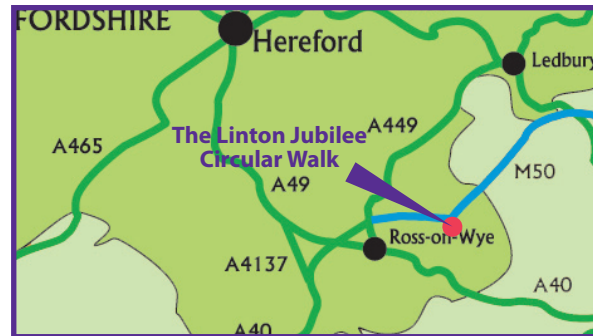 FORDSHIRE
Hereford
Ledbury
The Linton Jubilee
Circular Walk
A449
A465
A49
M50
Ross-on-Wye
A4137
A40
A40